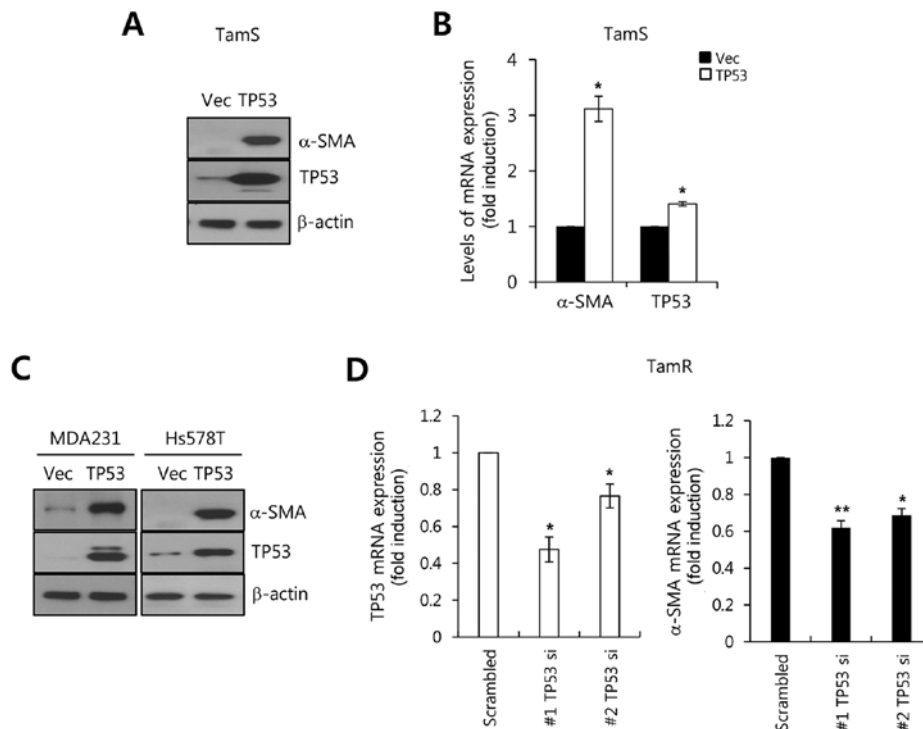 A
TamS
Vec TP53
α-SMA
TP53
β-actin
B
TamS
Vec
TP53
Levels of mRNA expression
(fold induction)
4
3
2
1
0
*
*
α-SMA TP53
C
MDA231 Hs578T
Vec TP53 Vec TP53
α-SMA
TP53
β-actin
D
TamR
TP53 mRNA expression
(fold induction)
1.2
1
0.8
0.6
0.4
0.2
0
*
*
Scrambled
#1 TP53 si
#2 TP53 si
α-SMA mRNA expression
(fold induction)
1.2
1
0.8
0.6
0.4
0.2
0
**
*
Scrambled
#1 TP53 si
#2 TP53 si